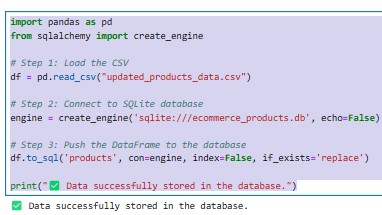 import pandas as pd
from sqlalchemy import create_engine
# Step 1: Load the CSV
df = pd.read_csv("updated_products_data.csv")
# Step 2: Connect to SQLite database
engine = create_engine('sqlite:///ecommerce_products.db', echo=False)
# Step 3: Push the DataFrame to the database
df.to_sql('products', con=engine, index=False, if_exists='replace')
print("✅ Data successfully stored in the database.")
✅ Data successfully stored in the database.